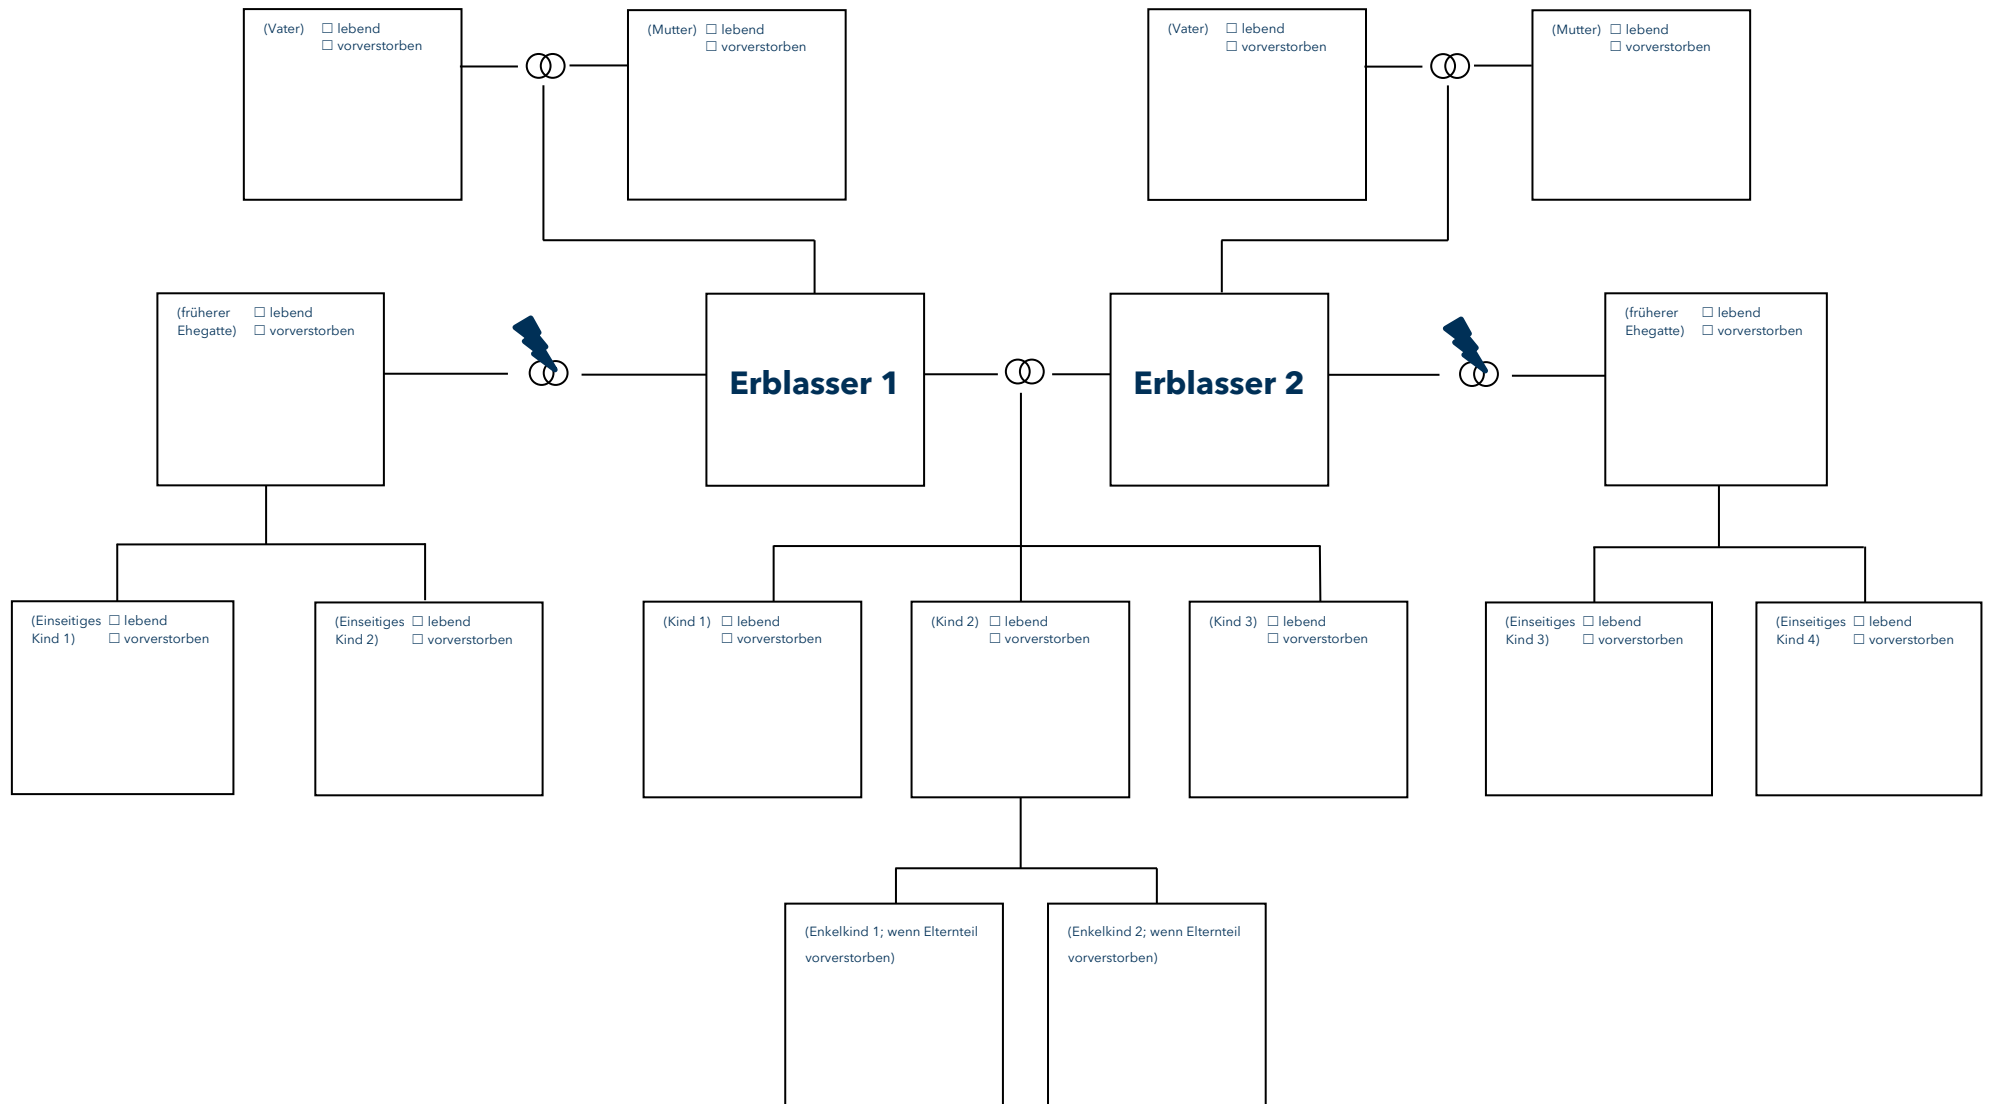 (Vater) ☐ lebend
☐ vorverstorben
(Mutter) ☐ lebend
☐ vorverstorben
(Vater) ☐ lebend
☐ vorverstorben
(Mutter) ☐ lebend
☐ vorverstorben
(früherer ☐ lebend
Ehegatte) ☐ vorverstorben
Erblasser 1
Erblasser 2
(früherer ☐ lebend
Ehegatte) ☐ vorverstorben
(Einseitiges ☐ lebend
Kind 1) ☐ vorverstorben
(Einseitiges ☐ lebend
Kind 2) ☐ vorverstorben
(Kind 1) ☐ lebend
☐ vorverstorben
(Kind 2) ☐ lebend
☐ vorverstorben
(Kind 3) ☐ lebend
☐ vorverstorben
(Einseitiges ☐ lebend
Kind 3) ☐ vorverstorben
(Einseitiges ☐ lebend
Kind 4) ☐ vorverstorben
(Enkelkind 1; wenn Elternteil
vorverstorben)
(Enkelkind 2; wenn Elternteil
vorverstorben)